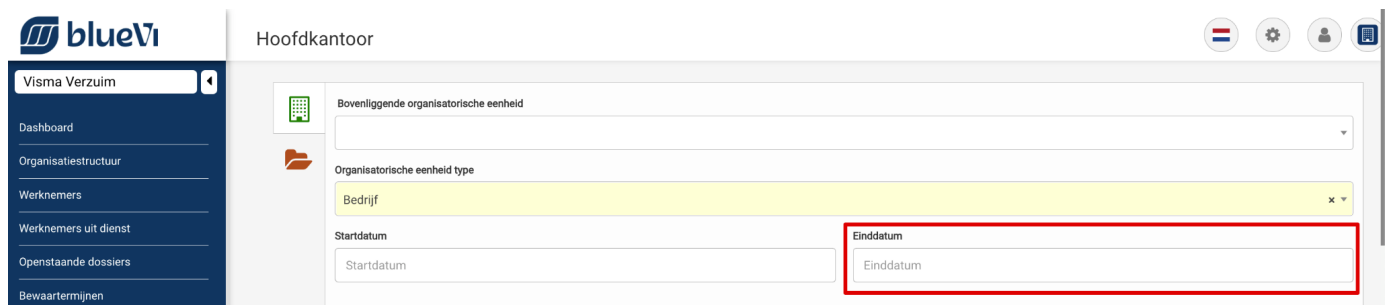 blueVi
Hoofdkantoor
Visma Verzuim
Dashboard
Organisatiestructuur
Werknemers
Werknemers uit dienst
Openstaande dossiers
Bewaartermijnen
Bovenliggende organisatorische eenheid
Organisatorische eenheid type
Bedrijf
Startdatum
Einddatum
Startdatum
Einddatum